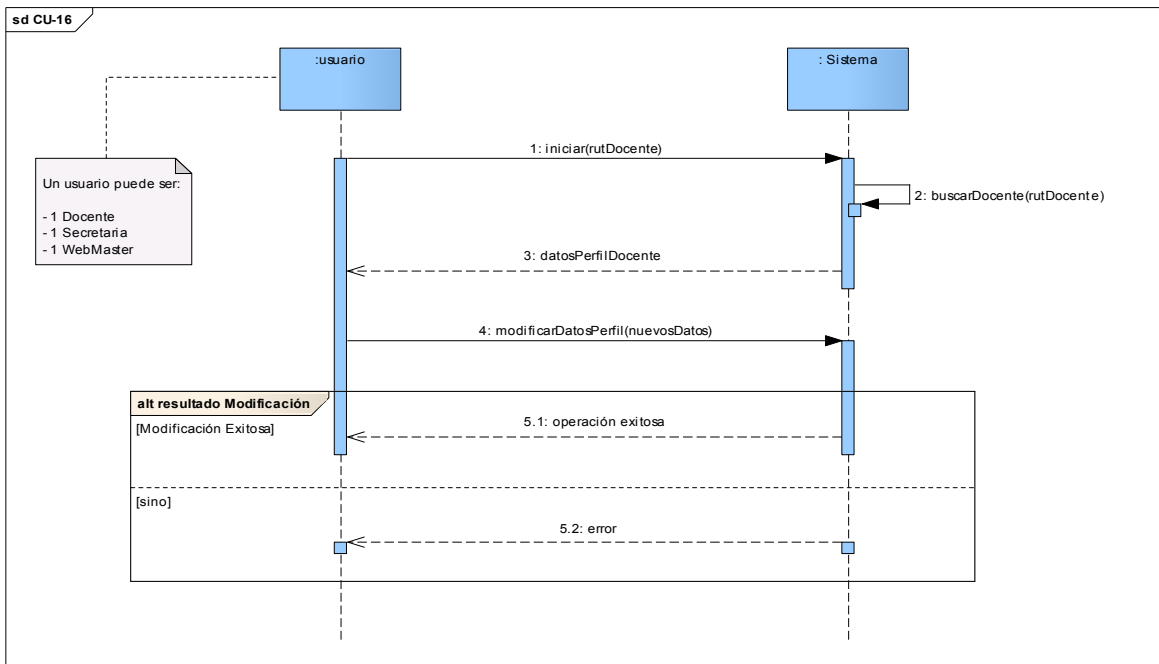 sd CU-16
:usuario
: Sistema
Un usuario puede ser:
- 1 Docente
- 1 Secretaria
- 1 WebMaster
1: iniciar(rutDocente)
2: buscarDocente(rutDocente)
3: datosPerfilDocente
4: modificarDatosPerfil(nuevosDatos)
alt resultado Modificación
[Modificación Exitosa]
5.1: operación exitosa
[sino]
5.2: error